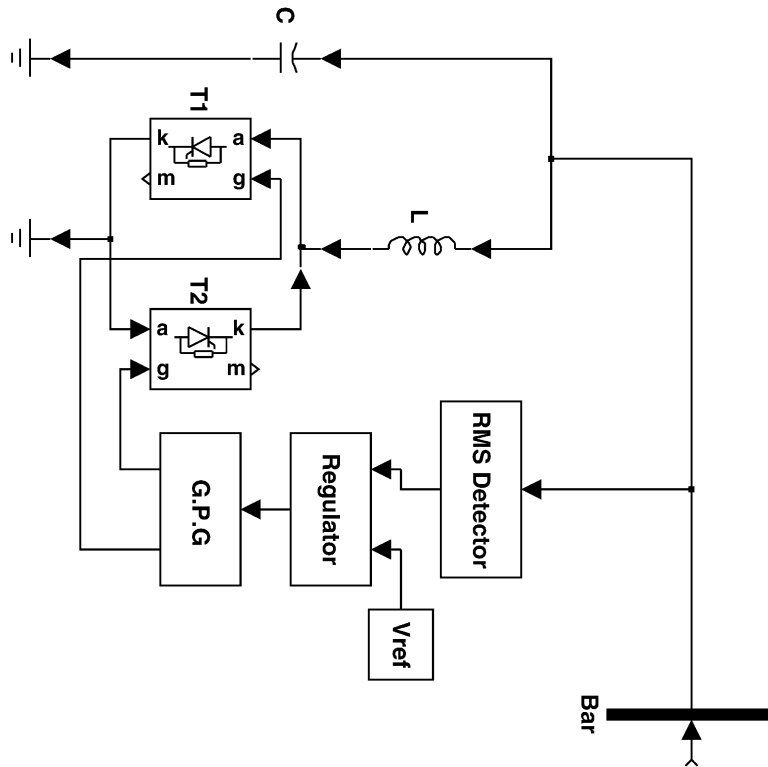 C
T1
k a
m g
L
T2
a k
g m
RMS Detector
Regulator
G.P.G
Vref
Bar